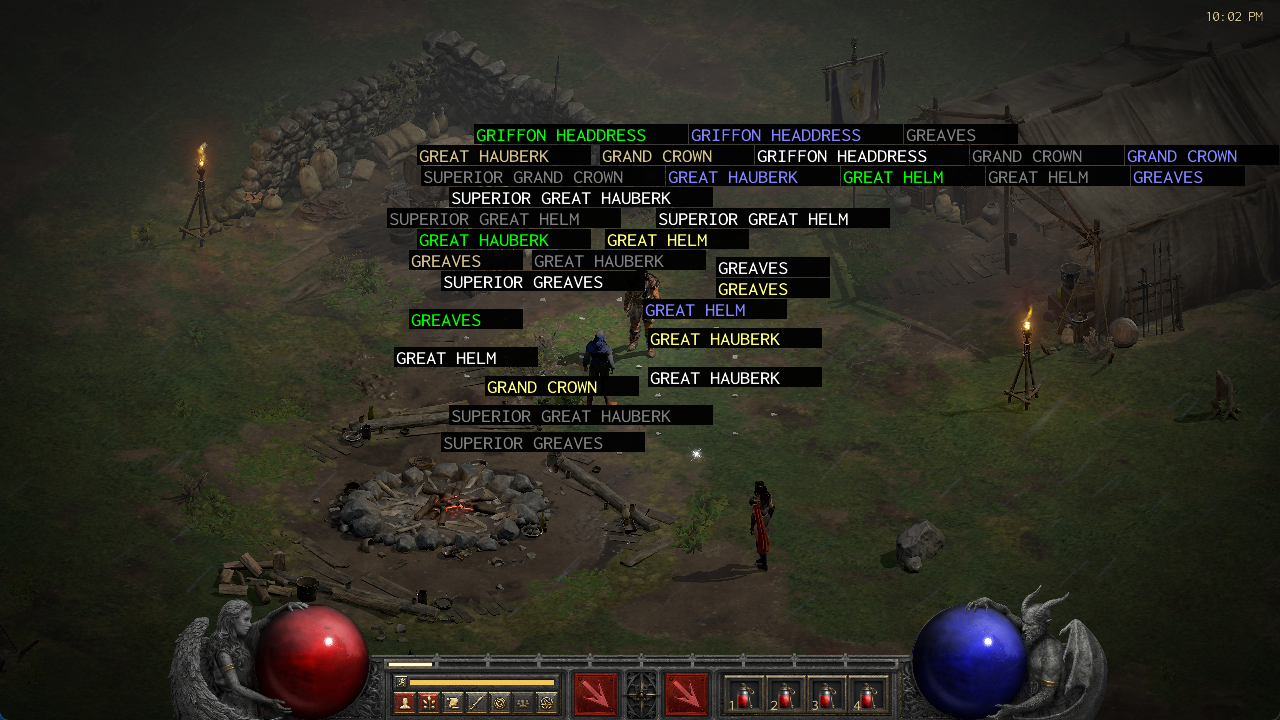 10:02 PM
GRIFFON HEADDRESS GRIFFON HEADDRESS GREAVES
GREAT HAUBERK GRAND CROWN GRIFFON HEADDRESS GRAND CROWN GRAND CROWN
SUPERIOR GRAND CROWN GREAT HAUBERK GREAT HELM GREAT HELM GREAVES
SUPERIOR GREAT HAUBERK
SUPERIOR GREAT HELM SUPERIOR GREAT HELM
GREAT HAUBERK GREAT HELM
GREAVES GREAT HAUBERK GREAVES
SUPERIOR GREAVES GREAVES
GREAT HELM
GREAVES
GREAT HAUBERK
GREAT HELM
GREAT HAUBERK
GRAND CROWN
SUPERIOR GREAT HAUBERK
SUPERIOR GREAVES
1 2 3 4